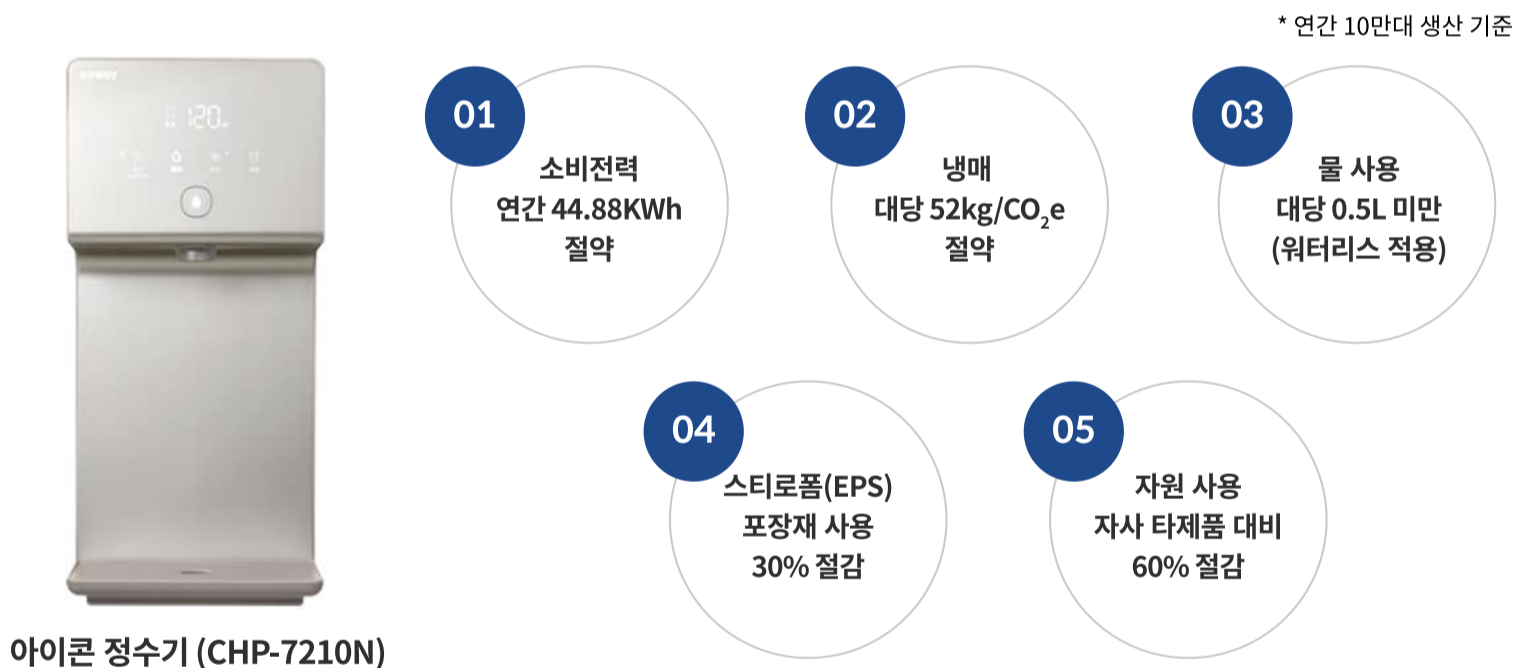 * 연간 10만대 생산 기준
coway
120
01
소비전력
연간 44.88KWh
절약
02
냉매
대당 52kg/CO₂e
절약
03
물 사용
대당 0.5L 미만
(워터리스 적용)
04
스티로폼(EPS)
포장재 사용
30% 절감
05
자원 사용
자사 타제품 대비
60% 절감
아이콘 정수기 (CHP-7210N)